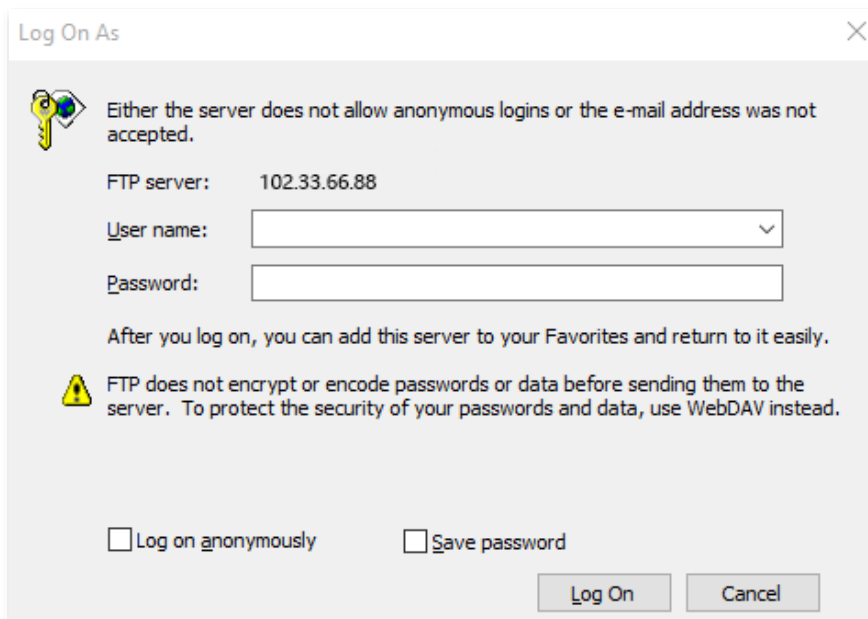 Log On As
Either the server does not allow anonymous logins or the e-mail address was not
accepted.
FTP server: 102.33.66.88
User name:
Password:
After you log on, you can add this server to your Favorites and return to it easily.
FTP does not encrypt or encode passwords or data before sending them to the
server. To protect the security of your passwords and data, use WebDAV instead.
Log on anonymously Save password
Log On Cancel